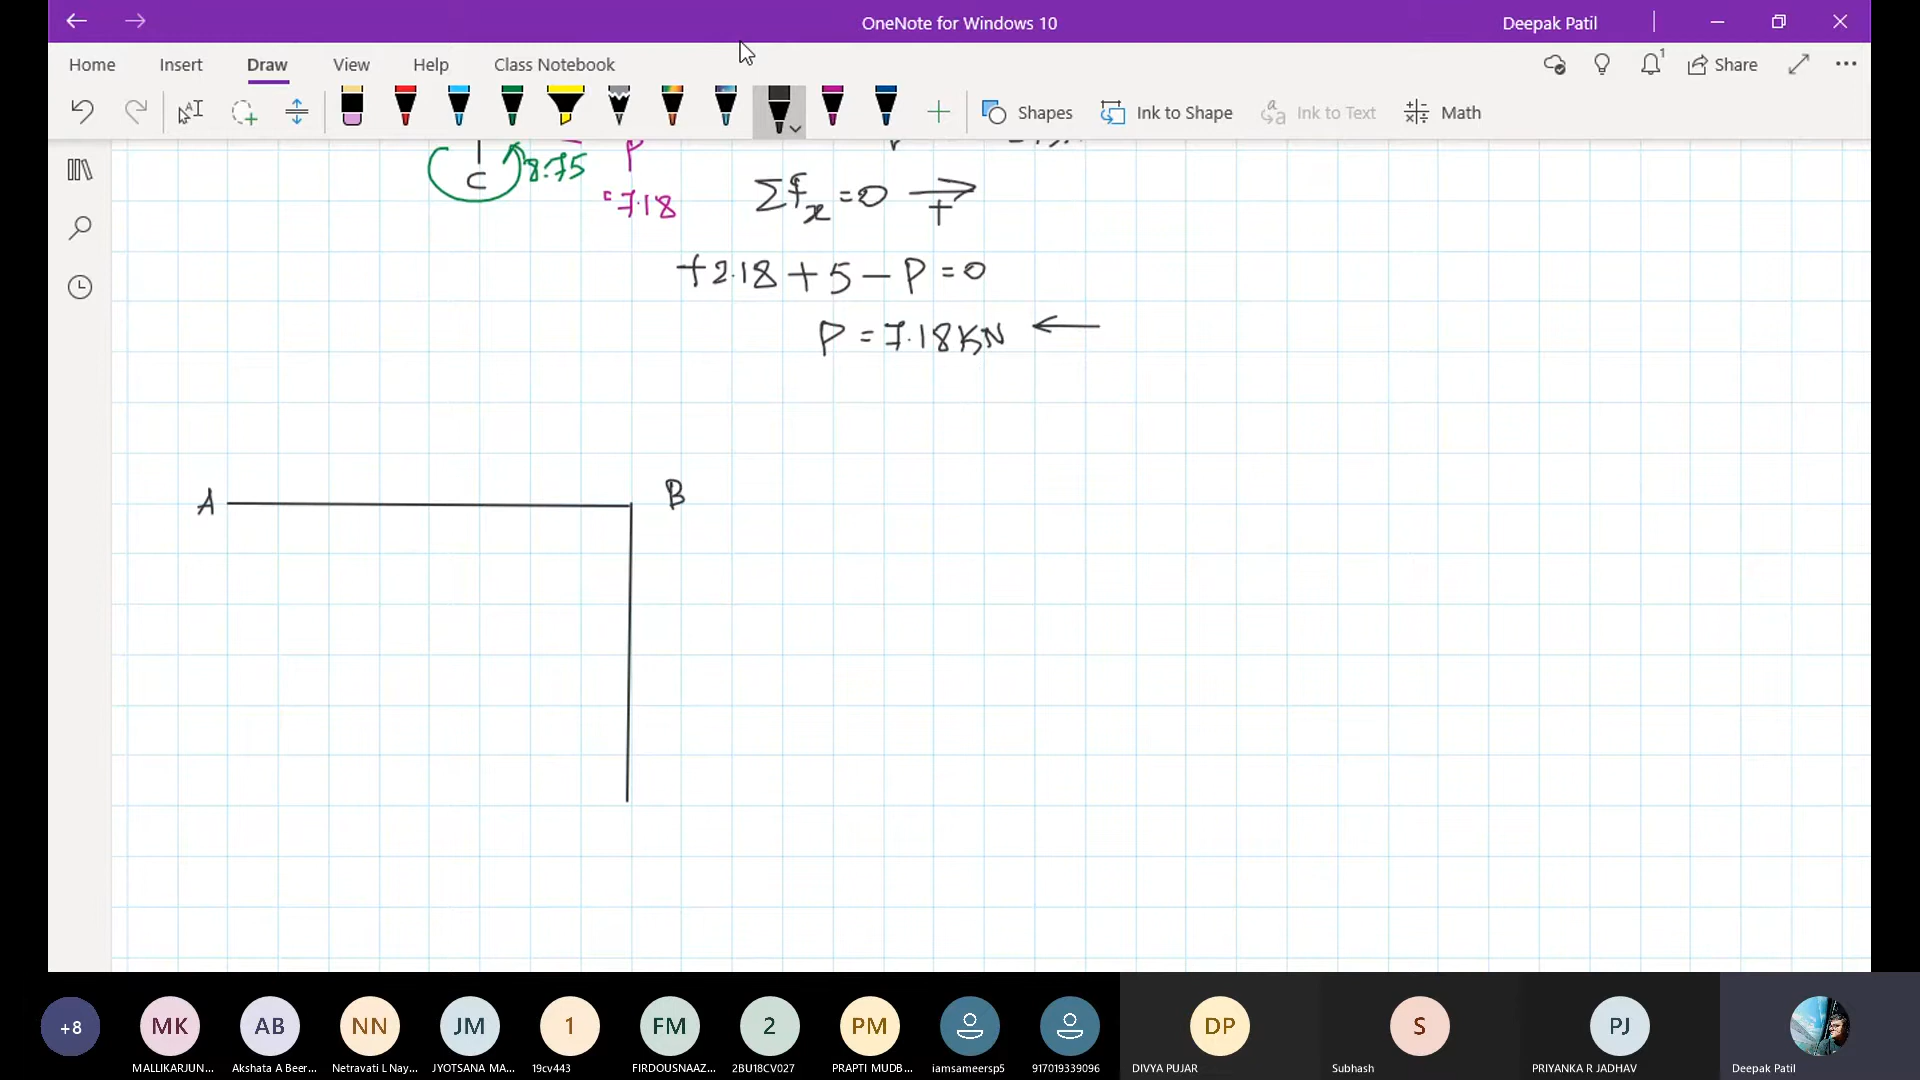 OneNote for Windows 10
Deepak Patil
Home Insert Draw View Help Class Notebook
1
Share
Shapes Ink to Shape Ink to Text Math
8.75
C
P
=7.18
Σfx=0
+
+2.18+5-P=0
P=7.18KN
A B
+8 MK AB NN JM 1 FM 2 PM DP S PJ
MALLIKARJUN... Akshata A Beer... Netravati L Nay... JYOTSANA MA... 19cv443 FIRDOUSNAAZ... 2BU18CV027 PRAPTI MUDB... iamsameersp5 917019339096 DIVYA PUJAR Subhash PRIYANKA R JADHAV Deepak Patil